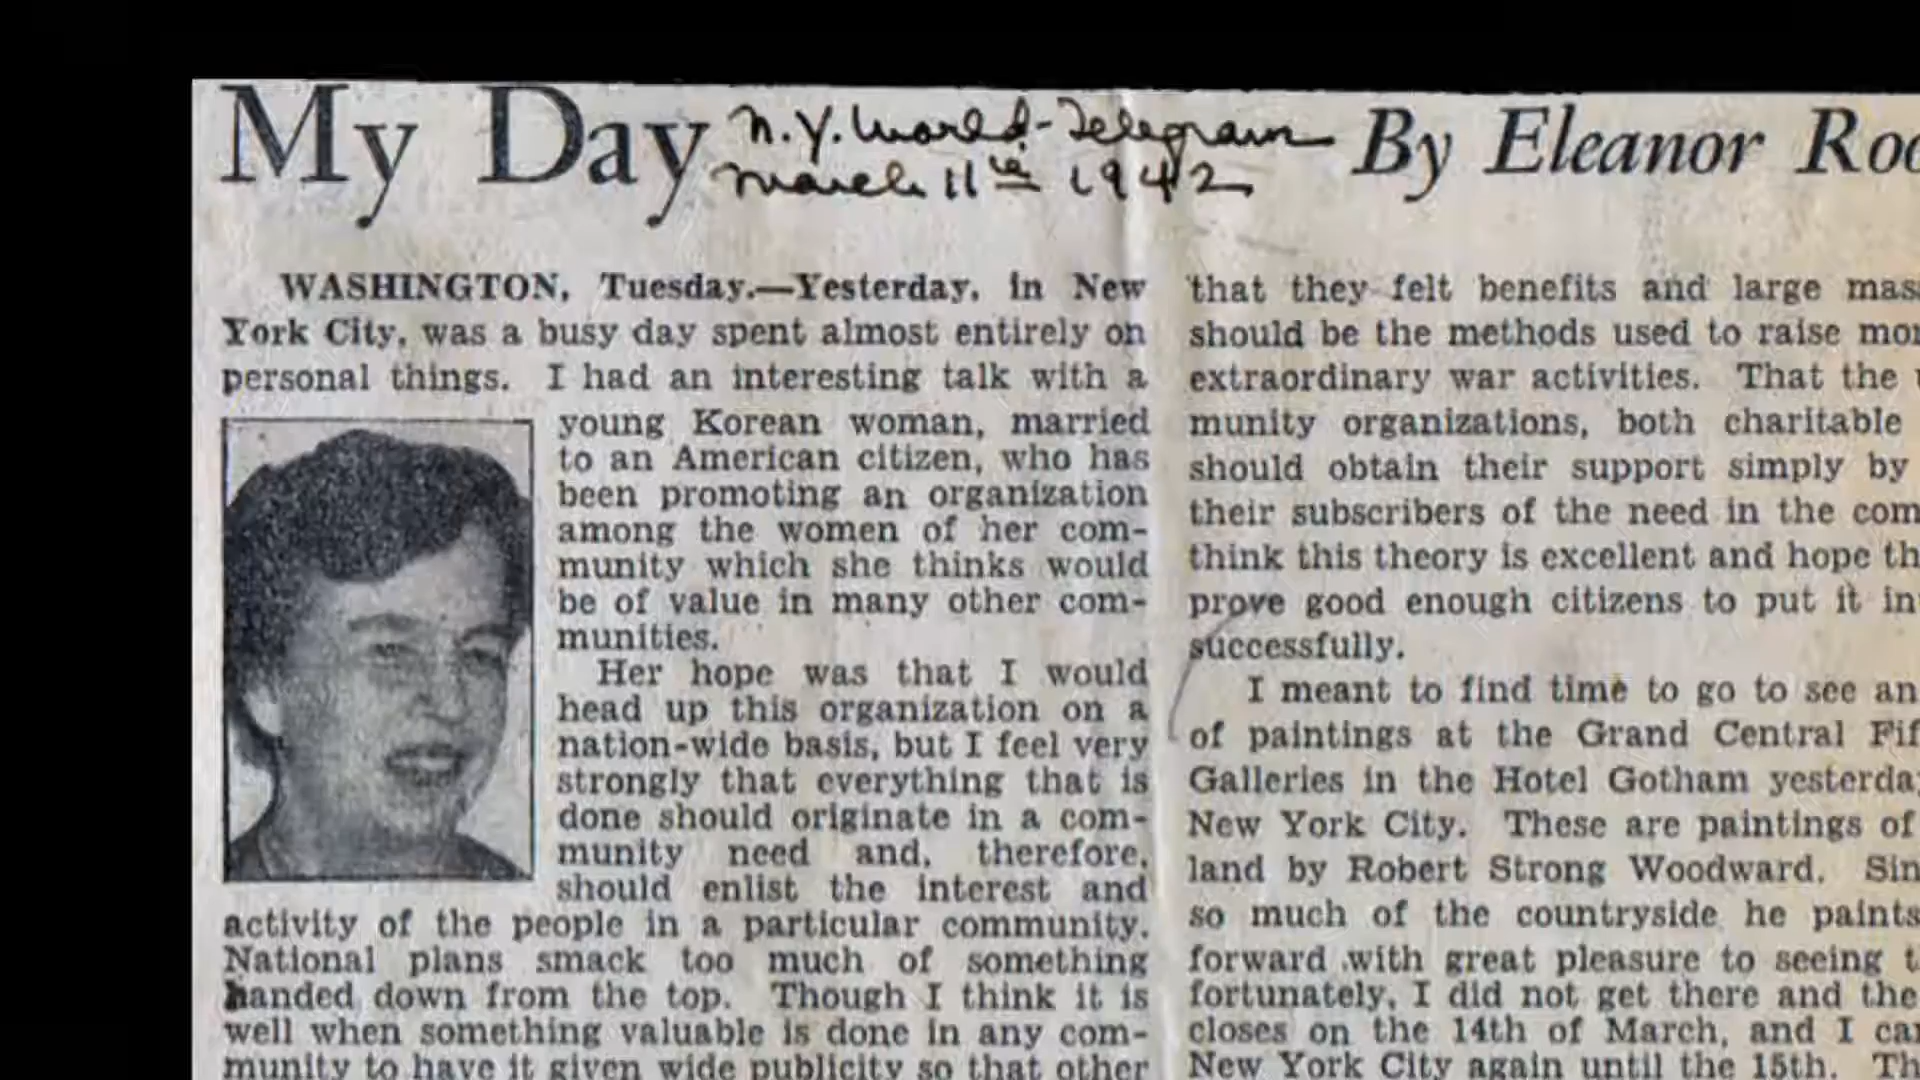 My Day
N.Y. World-Telegram
March 11th 1942
By Eleanor Roo
WASHINGTON, Tuesday.—Yesterday, in New
York City, was a busy day spent almost entirely on
personal things. I had an interesting talk with a
young Korean woman, married
to an American citizen, who has
been promoting an organization
among the women of her com-
munity which she thinks would
be of value in many other com-
munities.
Her hope was that I would
head up this organization on a
nation-wide basis, but I feel very
strongly that everything that is
done should originate in a com-
munity need and, therefore,
should enlist the interest and
activity of the people in a particular community.
National plans smack too much of something
handed down from the top. Though I think it is
well when something valuable is done in any com-
munity to have it given wide publicity so that other
that they felt benefits and large mas
should be the methods used to raise mo
extraordinary war activities. That the
munity organizations, both charitable
should obtain their support simply by
their subscribers of the need in the com
think this theory is excellent and hope th
prove good enough citizens to put it in
successfully.
I meant to find time to go to see an
of paintings at the Grand Central Fif
Galleries in the Hotel Gotham yesterda
New York City. These are paintings of
land by Robert Strong Woodward. Sin
so much of the countryside he paints
forward with great pleasure to seeing t
fortunately, I did not get there and the
closes on the 14th of March, and I ca
New York City again until the 15th. Th